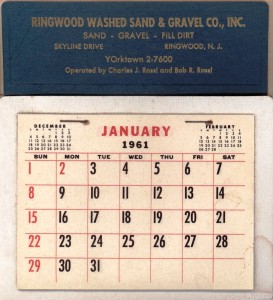 RINGWOOD WASHED SAND & GRAVEL CO., INC.
SAND - GRAVEL - FILL DIRT
SKYLINE DRIVE RINGWOOD, N. J.
YOrktown 2-7600
Operated by Charles J. Rossi and Bob R. Rossi
DECEMBER
JANUARY
FEBRUARY
1961
SUN MON TUE WED THU FRI SAT
1 2 3 4 5 6 7
8 9 10 11 12 13 14
15 16 17 18 19 20 21
22 23 24 25 26 27 28
29 30 31